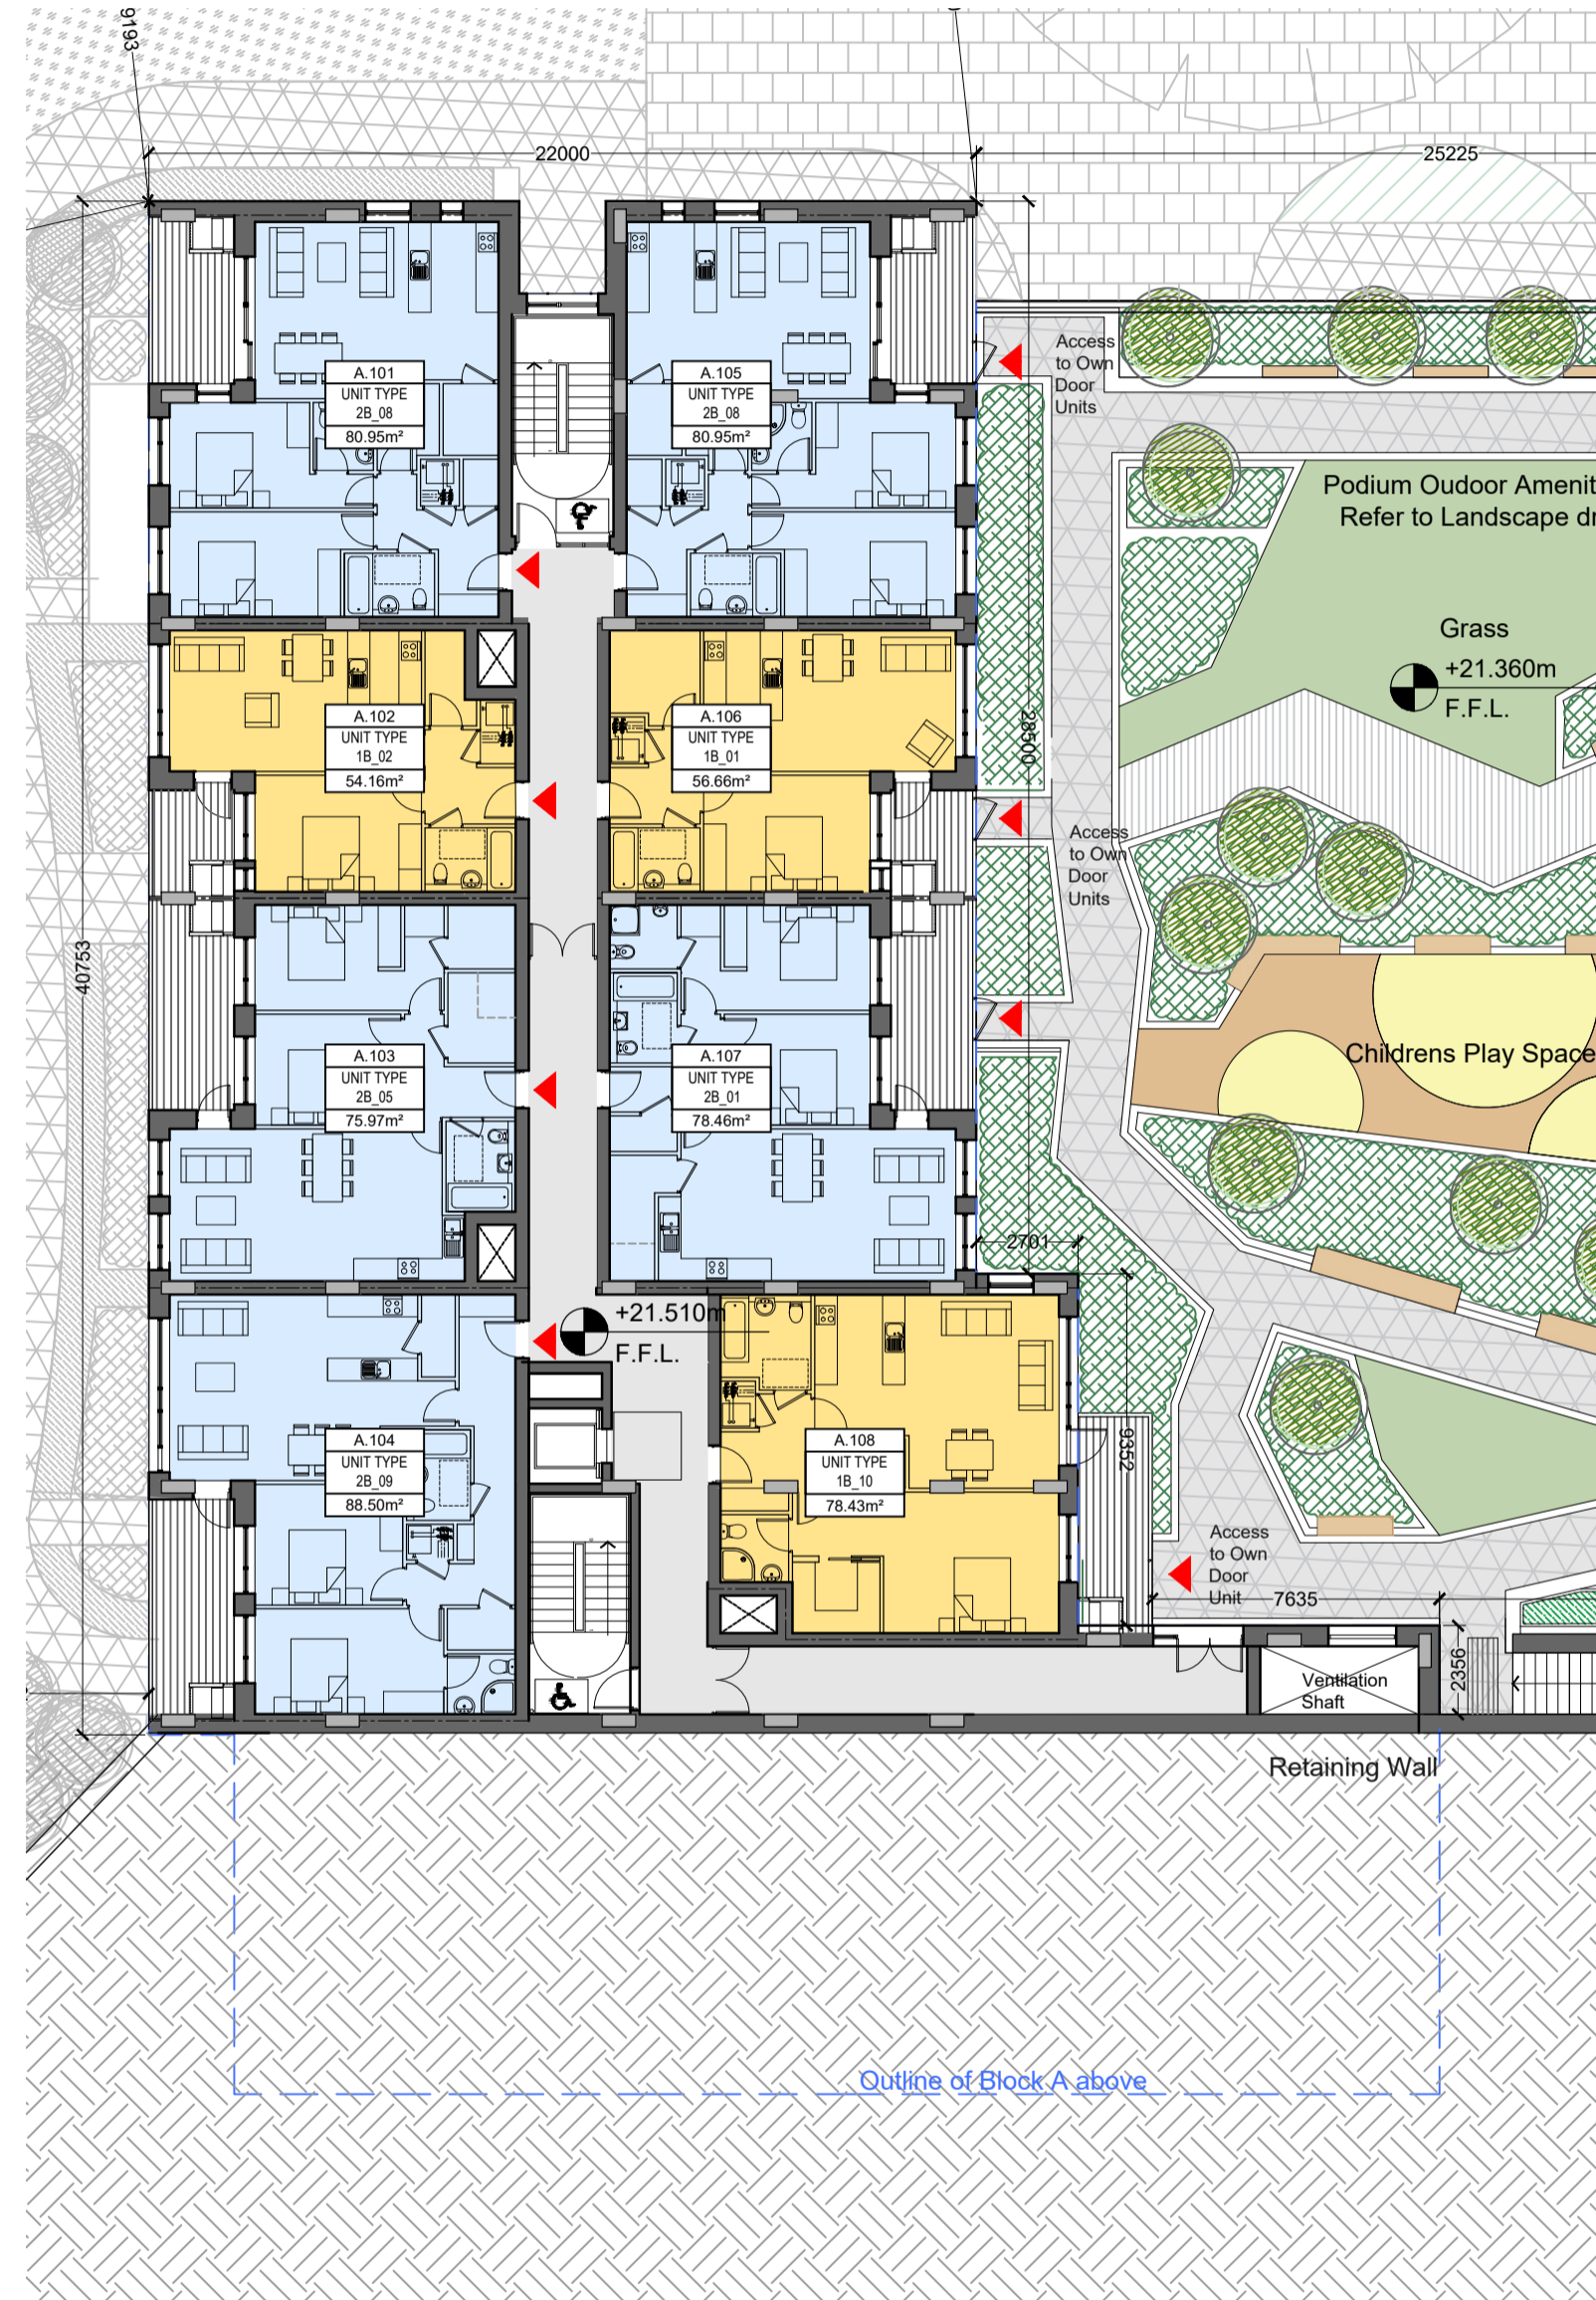 9193
22000
25225
Access
to Own
Door
Units
A.101
UNIT TYPE
2B_08
80.95m²
A.105
UNIT TYPE
2B_08
80.95m²
Podium Oudoor Amenit
Refer to Landscape dr
Grass
+21.360m
F.F.L.
A.102
UNIT TYPE
1B_02
54.16m²
A.106
UNIT TYPE
1B_01
56.66m²
28500
Access
to Own
Door
Units
40753
A.103
UNIT TYPE
2B_05
75.97m²
A.107
UNIT TYPE
2B_01
78.46m²
Childrens Play Space
2701
+21.510m
F.F.L.
A.104
UNIT TYPE
2B_09
88.50m²
A.108
UNIT TYPE
1B_10
78.43m²
9352
Access
to Own
Door
Unit
7635
2356
Ventilation
Shaft
Retaining Wall
Outline of Block A above